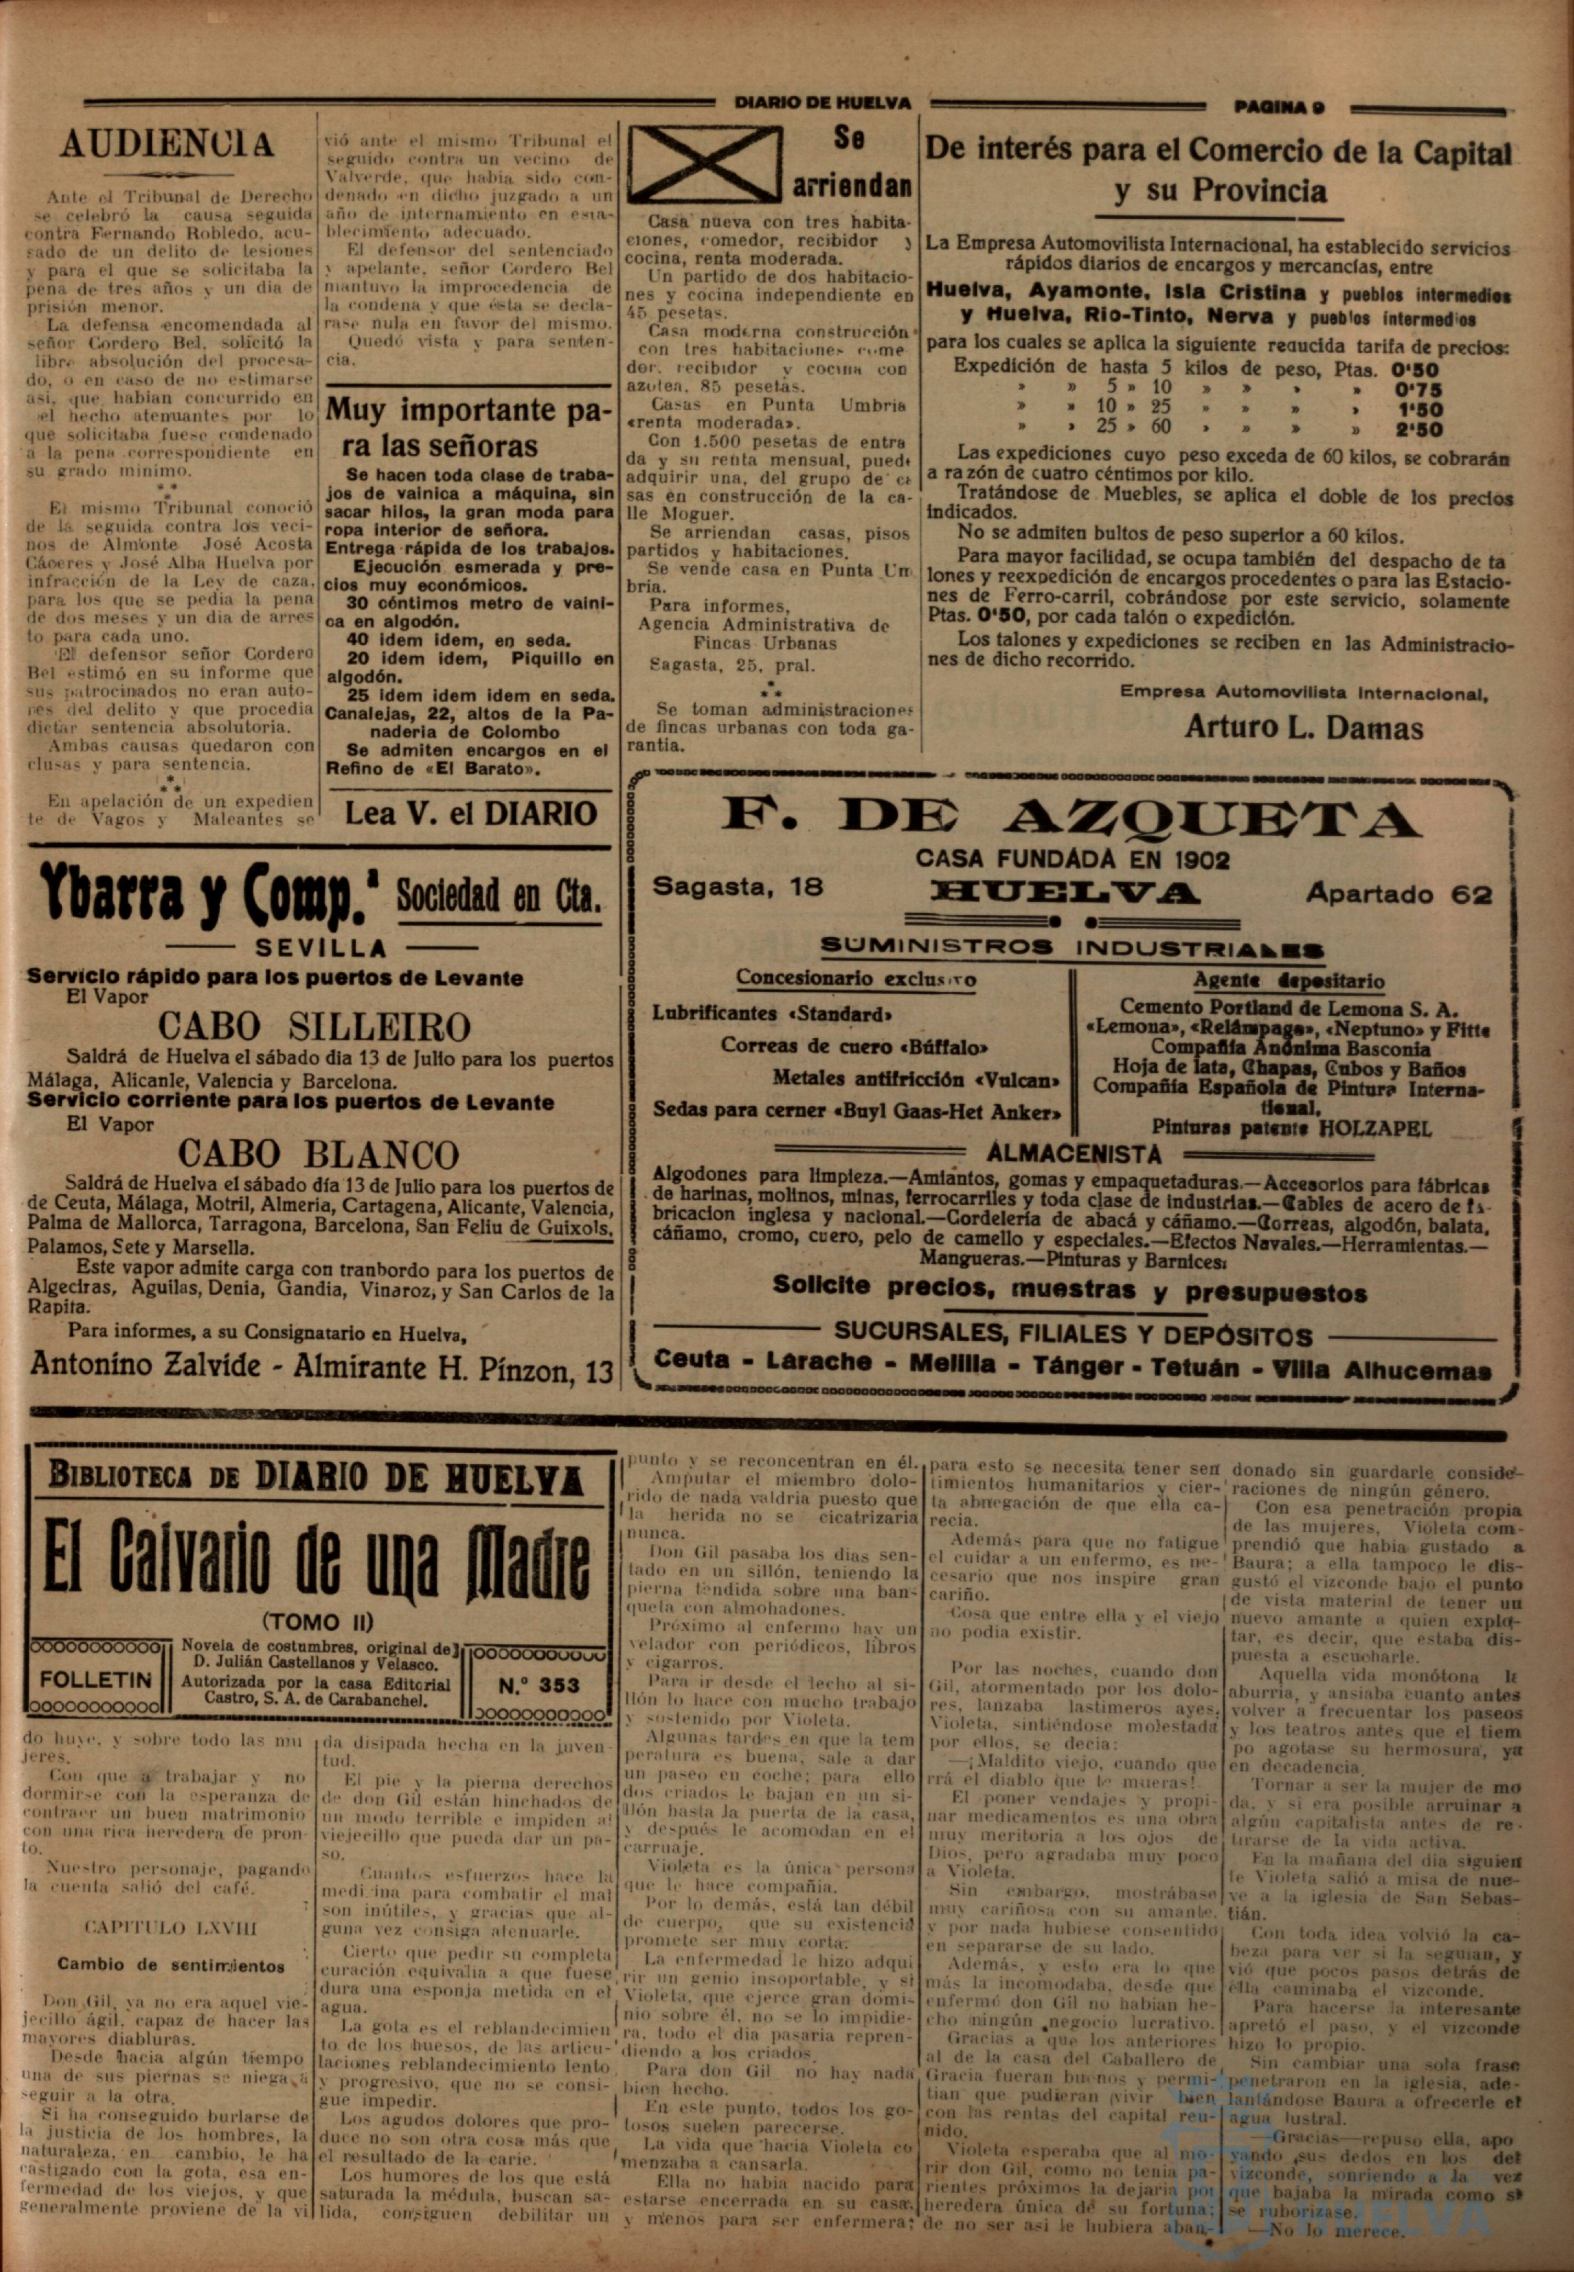 DIARIO DE HUELVA
PAGINA 9
AUDIENCIA
Ante el Tribunal de Derecho
se celebró la causa seguida
contra Fernando Robledo, acu-
sado de un delito de lesiones
y para el que se solicitaba la
pena de tres años y un dia de
prisión menor.
La defensa encomendada al
señor Cordero Bel, solicitó la
libre absolución del procesa-
do, o en caso de no estimarse
asi, que habían concurrido en
el hecho atenuantes por lo
que solicitaba fuese condenado
a la pena correspondiente en
su grado mínimo.
* * *
El mismo Tribunal conoció
de la seguida contra los veci-
nos de Almonte José Acosta
Cáceres y José Alba Huelva por
infracción de la Ley de caza,
para los que se pedia la pena
de dos meses y un dia de arres
to para cada uno.
El defensor señor Cordero
Bel estimó en su informe que
sus patrocinados no eran auto-
res del delito y que procedia
dictar sentencia absolutoria.
Ambas causas quedaron con
clusas y para sentencia.
* * *
En apelación de un expedien
te de Vagos y Maleantes se
vió ante el mismo Tribunal el
seguido contra un vecino de
Valverde, que habia sido con-
denado en dicho juzgado a un
año de internamiento en esta-
blecimiento adecuado.
El defensor del sentenciado
y apelante, señor Cordero Bel
mantuvo la improcedencia de
la condena y que ésta se decla-
rase nula en favor del mismo.
Quedó vista y para senten-
cia.
Muy importante pa-
ra las señoras
Se hacen toda clase de traba-
jos de vainica a máquina, sin
sacar hilos, la gran moda para
ropa interior de señora.
Entrega rápida de los trabajos.
Ejecución esmerada y pre-
cios muy económicos.
30 céntimos metro de vaini-
ca en algodón.
40 idem idem, en seda.
20 idem idem, Piquillo en
algodón.
25 idem idem idem en seda.
Canalejas, 22, altos de la Pa-
naderia de Colombo
Se admiten encargos en el
Refino de «El Barato».
Lea V. el DIARIO
Se
arriendan
Casa nueva con tres habita-
ciones, comedor, recibidor y
cocina, renta moderada.
Un partido de dos habitacio-
nes y cocina independiente en
45 pesetas.
Casa moderna construcción
con tres habitaciones come
dor. recibidor y cocina con
azotea. 85 pesetas.
Casas en Punta Umbria
«renta moderada».
Con 1.500 pesetas de entra
da y su renta mensual, puede
adquirir una, del grupo de ca
sas en construcción de la ca-
lle Moguer.
Se arriendan casas, pisos
partidos y habitaciones.
Se vende casa en Punta Um
bria.
Para informes,
Agencia Administrativa de
Fincas Urbanas
Sagasta, 25, pral.
* * *
Se toman administraciones
de fincas urbanas con toda ga-
rantia.
De interés para el Comercio de la Capital
y su Provincia
La Empresa Automovilista Internacional, ha establecido servicios
rápidos diarios de encargos y mercancías, entre
Huelva, Ayamonte, Isla Cristina y pueblos intermedios
y Huelva, Rio-Tinto, Nerva y pueblos intermedios
para los cuales se aplica la siguiente reducida tarifa de precios:
Expedición de hasta 5 kilos de peso, Ptas. 0'50
» » 5 » 10 » » » » 0'75
» » 10 » 25 » » » » 1'50
» » 25 » 60 » » » » 2'50
Las expediciones cuyo peso exceda de 60 kilos, se cobrarán
a razón de cuatro céntimos por kilo.
Tratándose de Muebles, se aplica el doble de los precios
indicados.
No se admiten bultos de peso superior a 60 kilos.
Para mayor facilidad, se ocupa también del despacho de ta
lones y reexpedición de encargos procedentes o para las Estacio-
nes de Ferro-carril, cobrándose por este servicio, solamente
Ptas. 0'50, por cada talón o expedición.
Los talones y expediciones se reciben en las Administracio-
nes de dicho recorrido.
Empresa Automovilista Internacional,
Arturo L. Damas
Ybarra y Comp.ª Sociedad en Cta.
SEVILLA
Servicio rápido para los puertos de Levante
El Vapor
CABO SILLEIRO
Saldrá de Huelva el sábado dia 13 de Julio para los puertos
Málaga, Alicanle, Valencia y Barcelona.
Servicio corriente para los puertos de Levante
El Vapor
CABO BLANCO
Saldrá de Huelva el sábado día 13 de Julio para los puertos de
de Ceuta, Málaga, Motril, Almeria, Cartagena, Alicante, Valencia,
Palma de Mallorca, Tarragona, Barcelona, San Feliu de Guixols,
Palamos, Sete y Marsella.
Este vapor admite carga con tranbordo para los puertos de
Algeciras, Aguilas, Denia, Gandia, Vinaroz, y San Carlos de la
Rapita.
Para informes, a su Consignatario en Huelva,
Antonino Zalvide - Almirante H. Pinzon, 13
F. DE AZQUETA
CASA FUNDADA EN 1902
Sagasta, 18 HUELVA Apartado 62
SUMINISTROS INDUSTRIALES
Concesionario exclusivo
Lubrificantes «Standard»
Correas de cuero «Búffalo»
Metales antifricción «Vulcan»
Sedas para cerner «Buyl Gaas-Het Anker»
Agente depositario
Cemento Portland de Lemona S. A.
«Lemona», «Relámpago», «Neptuno» y Fitte
Compañía Anónima Basconia
Hoja de lata, Chapas, Cubos y Baños
Compañía Española de Pintura Interna-
tional,
Pinturas patente HOLZAPEL
ALMACENISTA
Algodones para limpieza.—Amiantos, gomas y empaquetaduras.—Accesorios para fábricas
de harinas, molinos, minas, ferrocarriles y toda clase de industrias.—Cables de acero de fa-
bricacion inglesa y nacional.—Cordelería de abacá y cáñamo.—Correas, algodón, balata,
cáñamo, cromo, cuero, pelo de camello y especiales.—Efectos Navales.—Herramientas.—
Mangueras.—Pinturas y Barnices.
Solicite precios, muestras y presupuestos
SUCURSALES, FILIALES Y DEPÓSITOS
Ceuta - Larache - Melilla - Tánger - Tetuán - Villa Alhucemas
BIBLIOTECA DE DIARIO DE HUELVA
El Calvario de una Madre
(TOMO II)
FOLLETIN
Novela de costumbres, original de
D. Julián Castellanos y Velasco.
Autorizada por la casa Editorial
Castro, S. A. de Carabanchel.
N.º 353
do huye, y sobre todo las mu
jeres.
Con que a trabajar y no
dormirse con la esperanza de
contraer un buen matrimonio
con una rica heredera de pron-
to.
Nuestro personaje, pagando
la cuenta salió del café.
CAPITULO LXVIII
Cambio de sentimientos
Don Gil, ya no era aquel vie-
jecillo ágil, capaz de hacer las
mayores diabluras.
Desde hacia algún tiempo
una de sus piernas se niega a
seguir a la otra.
Si ha conseguido burlarse de
la justicia de los hombres, la
naturaleza, en cambio, le ha
castigado con la gota, esa en-
fermedad de los viejos, y que
generalmente proviene de la vi
da disipada hecha en la juven-
tud.
El pie y la pierna derechos
de don Gil están hinchados de
un modo terrible e impiden al
viejecillo que pueda dar un pa-
so.
Cuantos esfuerzos hace la
medicina para combatir el mal
son inútiles, y gracias que al-
guna vez consiga atenuarle.
Cierto que pedir su completa
curación equivalia a que fuese
dura una esponja metida en el
agua.
La gota es el reblandecimien
to de los huesos, de las articu-
laciones reblandecimiento lento
y progresivo, que no se consi-
gue impedir.
Los agudos dolores que pro-
duce no son otra cosa más que
el resultado de la carie.
Los humores de los que está
saturada la médula, buscan sa-
lida, consiguen debilitar un
punto y se reconcentran en él.
Amputar el miembro dolo-
rido de nada valdria puesto que
la herida no se cicatrizaria
nunca.
Don Gil pasaba los dias sen-
tado en un sillón, teniendo la
pierna tendida sobre una ban-
queta con almohadones.
Próximo al enfermo hay un
velador con periódicos, libros
y cigarros.
Para ir desde el lecho al si-
llón lo hace con mucho trabajo
y sostenido por Violeta.
Algunas tardes en que la tem
peratura es buena, sale a dar
un paseo en coche; para ello
dos criados le bajan en un si-
llón hasta la puerta de la casa,
y después le acomodan en el
carruaje.
Violeta es la única persona
que le hace compañia.
Por lo demás, está tan débil
de cuerpo, que su existencia
promete ser muy corta.
La enfermedad le hizo adqui
rir un genio insoportable, y si
Violeta, que ejerce gran domi-
nio sobre él, no se lo impidie-
ra, todo el dia pasaria repren-
diendo a los criados.
Para don Gil no hay nada
bien hecho.
En este punto, todos los go-
tosos suelen parecerse.
La vida que hacia Violeta co
menzaba a cansarla.
Ella no habia nacido para
estarse encerrada en su casa,
y menos para ser enfermera;
para esto se necesita tener sen
timientos humanitarios y cier-
ta abnegación de que ella ca-
recia.
Además para que no fatigue
el cuidar a un enfermo, es ne-
cesario que nos inspire gran
cariño.
Cosa que entre ella y el viejo
no podia existir.
Por las noches, cuando don
Gil, atormentado por los dolo-
res, lanzaba lastimeros ayes,
Violeta, sintiéndose molestada
por ellos, se decia:
—¡Maldito viejo, cuando que
rrá el diablo que te mueras!
El poner vendajes y propi-
nar medicamentos es una obra
muy meritoria a los ojos de
Dios, pero agradaba muy poco
a Violeta.
Sin embargo, mostrábase
muy cariñosa con su amante,
y por nada hubiese consentido
en separarse de su lado.
Además, y esto era lo que
más la incomodaba, desde que
enfermó don Gil no habian he-
cho ningún negocio lucrativo.
Gracias a que los anteriores
al de la casa del Caballero de
Gracia fueran buenos y permi-
tian que pudieran vivir bien
con las rentas del capital reu-
nido.
Violeta esperaba que al mo-
rir don Gil, como no tenia pa-
rientes próximos la dejaria por
heredera única de su fortuna;
de no ser asi le hubiera aban-
donado sin guardarle conside-
raciones de ningún género.
Con esa penetración propia
de las mujeres, Violeta com-
prendió que habia gustado a
Baura; a ella tampoco le dis-
gustó el vizconde bajo el punto
de vista material de tener un
nuevo amante a quien explo-
tar, es decir, que estaba dis-
puesta a escucharle.
Aquella vida monótona le
aburría, y ansiaba cuanto antes
volver a frecuentar los paseos
y los teatros antes que el tiem
po agotase su hermosura, ya
en decadencia.
Tornar a ser la mujer de mo
da, y si era posible arruinar a
algún capitalista antes de re-
tirarse de la vida activa.
En la mañana del dia siguien
te Violeta salió a misa de nue-
ve a la iglesia de San Sebas-
tián.
Con toda idea volvió la ca-
beza para ver si la seguian, y
vió que pocos pasos detrás de
ella caminaba el vizconde.
Para hacerse la interesante
apretó el paso, y el vizconde
hizo lo propio.
Sin cambiar una sola frase
penetraron en la iglesia, ade-
lantándose Baura a ofrecerle el
agua lustral.
—Gracias—repuso ella, apo
yando sus dedos en los del
vizconde, sonriendo a la vez
que bajaba la mirada como si
se ruborizase.
—No lo merece.
HUELVA